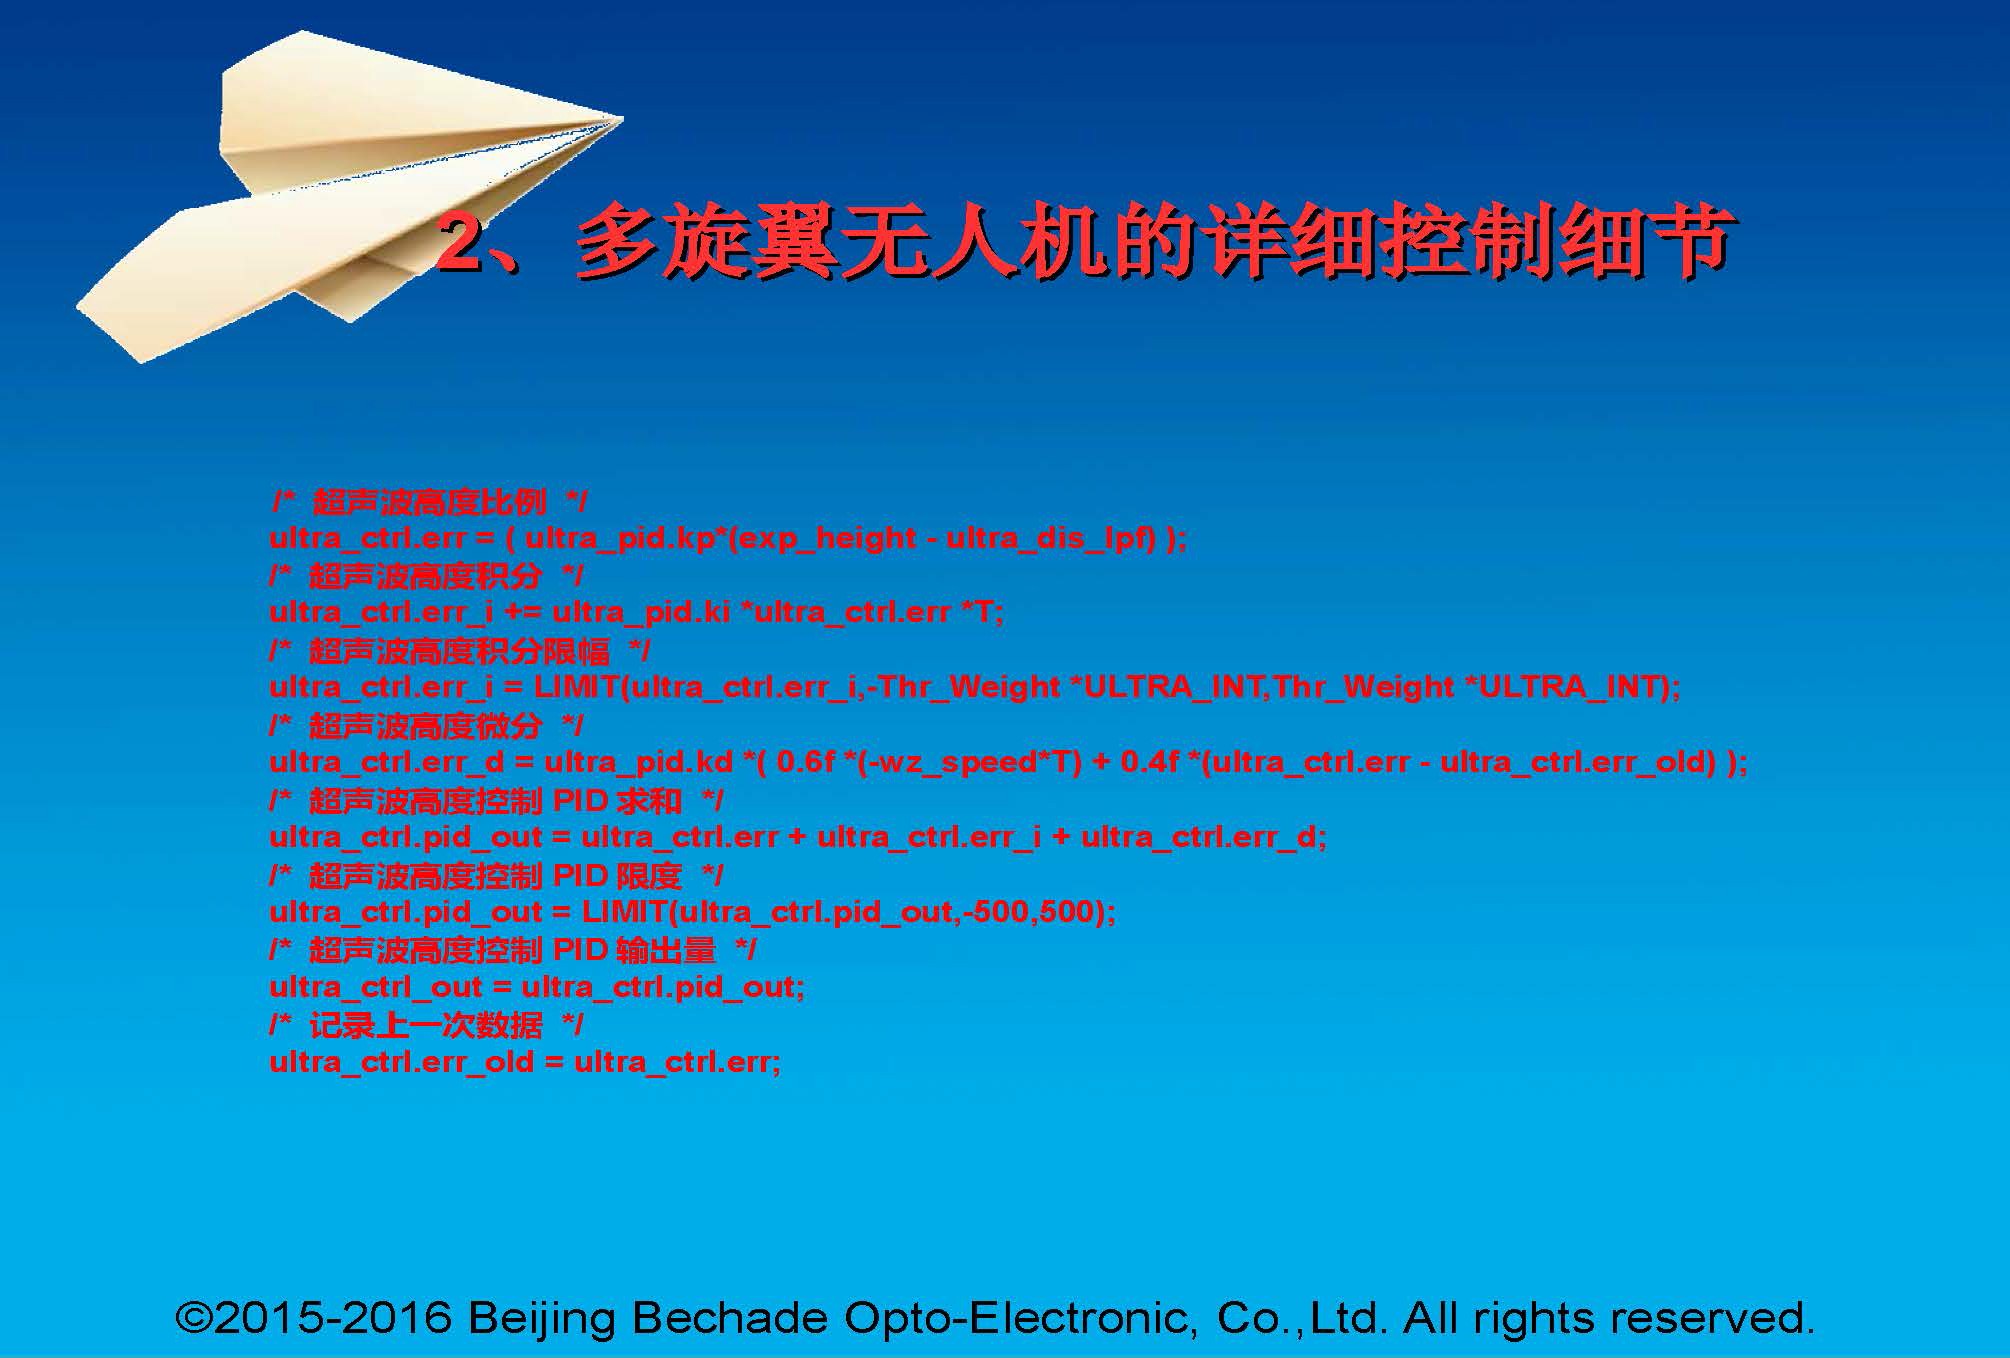 2、多旋翼无人机的详细控制细节
/* 超声波高度比例 */
ultra_ctrl.err = ( ultra_pid.kp*(exp_height - ultra_dis_lpf) );
/* 超声波高度积分 */
ultra_ctrl.err_i += ultra_pid.ki *ultra_ctrl.err *T;
/* 超声波高度积分限幅 */
ultra_ctrl.err_i = LIMIT(ultra_ctrl.err_i,-Thr_Weight *ULTRA_INT,Thr_Weight *ULTRA_INT);
/* 超声波高度微分 */
ultra_ctrl.err_d = ultra_pid.kd *( 0.6f *(-wz_speed*T) + 0.4f *(ultra_ctrl.err - ultra_ctrl.err_old) );
/* 超声波高度控制 PID 求和 */
ultra_ctrl.pid_out = ultra_ctrl.err + ultra_ctrl.err_i + ultra_ctrl.err_d;
/* 超声波高度控制 PID 限度 */
ultra_ctrl.pid_out = LIMIT(ultra_ctrl.pid_out,-500,500);
/* 超声波高度控制 PID 输出量 */
ultra_ctrl_out = ultra_ctrl.pid_out;
/* 记录上一次数据 */
ultra_ctrl.err_old = ultra_ctrl.err;
©2015-2016 Beijing Bechade Opto-Electronic, Co.,Ltd. All rights reserved.